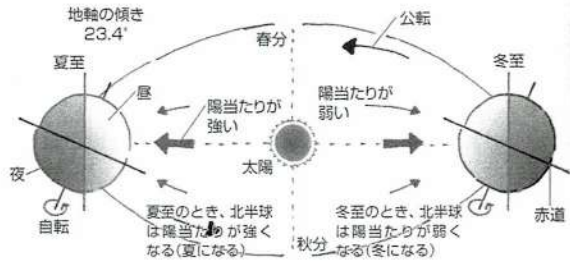 地軸の傾き
23.4°
夏至
昼
夜
自転
春分
公転
冬至
陽当たりが
強い
陽当たりが
弱い
太陽
夏至のとき、北半球
は陽当たりが強く
なる(夏になる)
秋分
冬至のとき、北半球
は陽当たりが弱く
なる(冬になる)
赤道